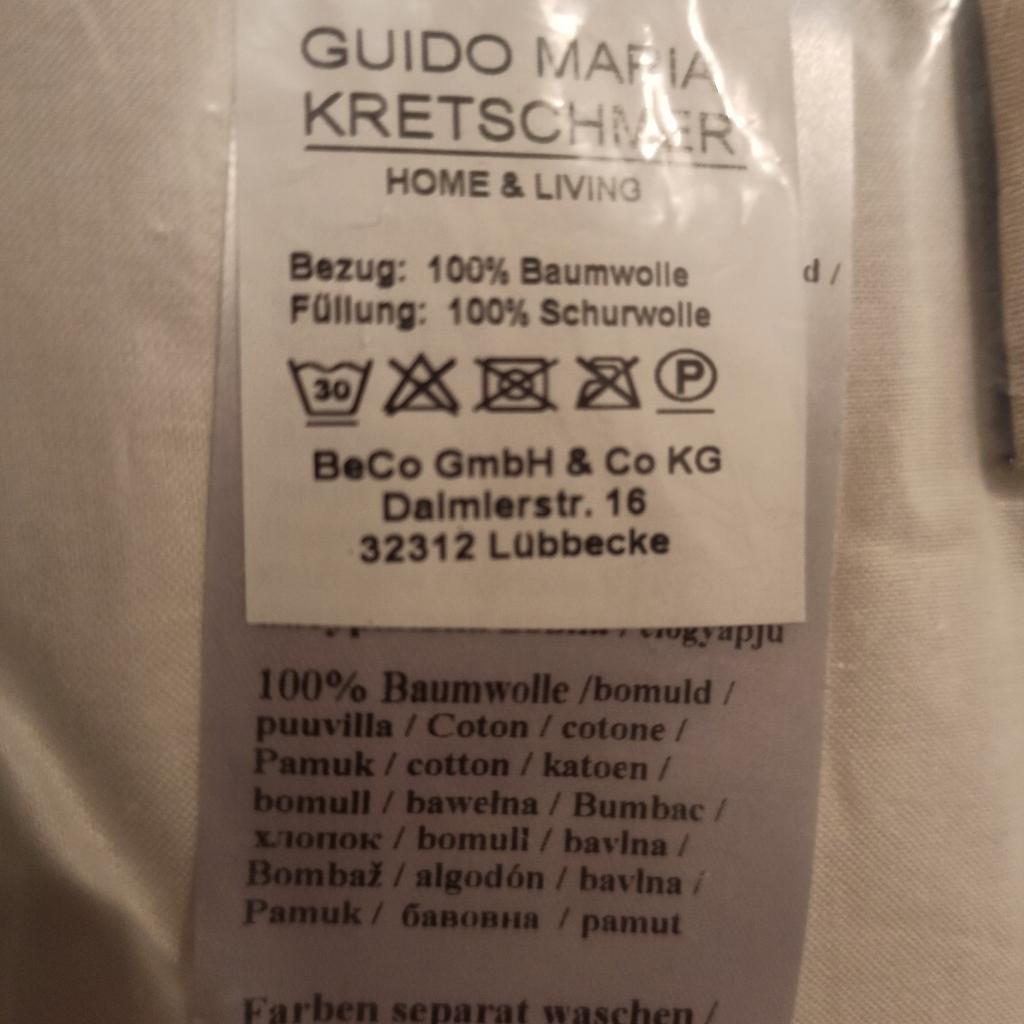 GUIDO MARIA
KRETSCHMER
HOME & LIVING
Bezug: 100% Baumwolle
d /
Füllung: 100% Schurwolle
30 P
BeCo GmbH & Co KG
Daimlerstr. 16
32312 Lübbecke
/ élőgyapjú
100% Baumwolle /bomuld /
puuvilla / Coton / cotone /
Pamuk / cotton / katoen /
bomull / bawełna / Bumbac /
хлопок / bomull / bavlna /
Bombaž / algodón / bavlna /
Pamuk / бавовна / pamut
Farben separat waschen /